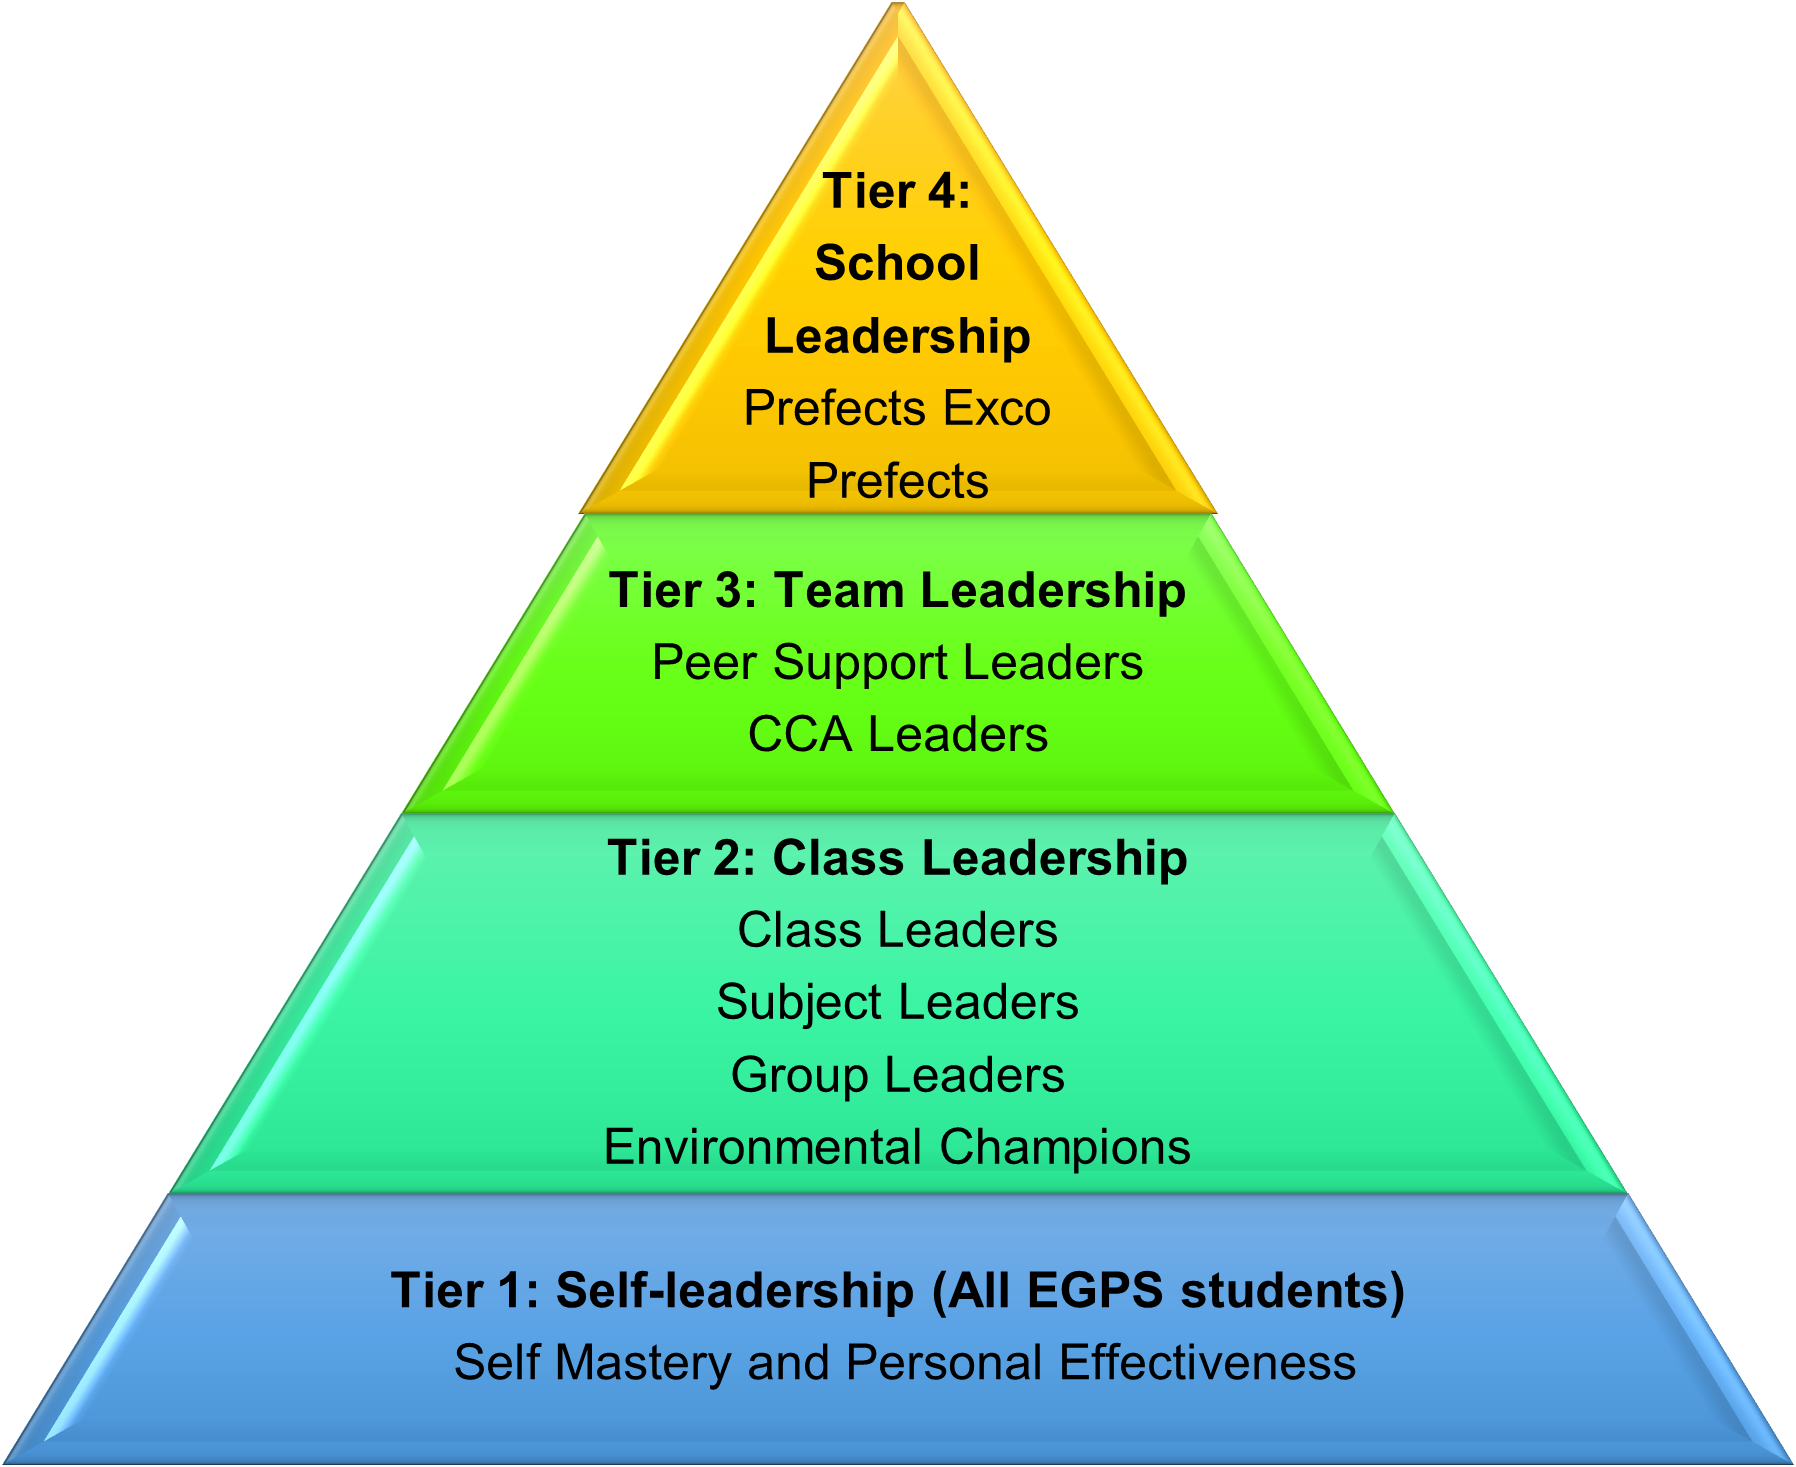 Tier 4:
School
Leadership
Prefects Exco
Prefects
Tier 3: Team Leadership
Peer Support Leaders
CCA Leaders
Tier 2: Class Leadership
Class Leaders
Subject Leaders
Group Leaders
Environmental Champions
Tier 1: Self-leadership (All EGPS students)
Self Mastery and Personal Effectiveness